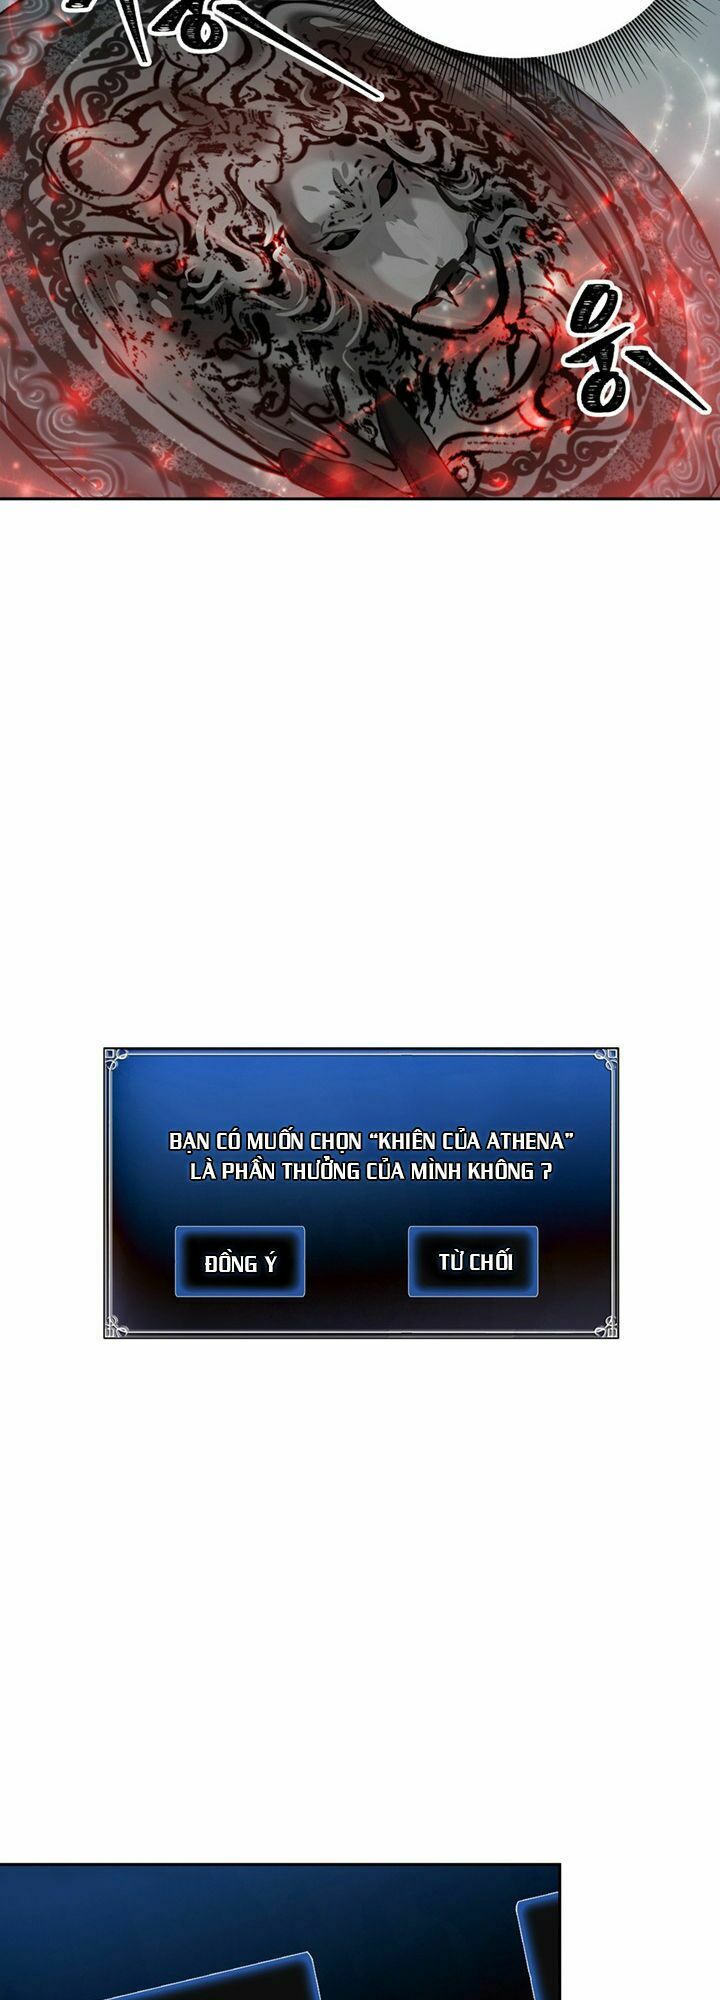 웅
BẠN CÓ MUỐN CHỌN “KHIÊN CỦA ATHENA”
LÀ PHẦN THƯỞNG CỦA MÌNH KHÔNG ?
ĐỒNG Ý
TỪ CHỐI